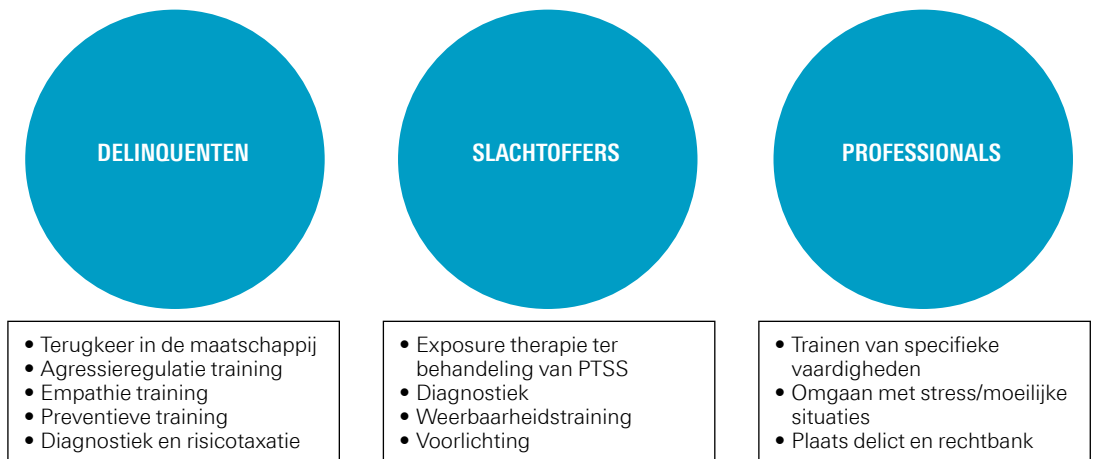 DELINQUENTEN
• Terugkeer in de maatschappij
• Agressieregulatie training
• Empathie training
• Preventieve training
• Diagnostiek en risicotaxatie
SLACHTOFFERS
• Exposure therapie ter
behandeling van PTSS
• Diagnostiek
• Weerbaarheidstraining
• Voorlichting
PROFESSIONALS
• Trainen van specifieke
vaardigheden
• Omgaan met stress/moeilijke
situaties
• Plaats delict en rechtbank